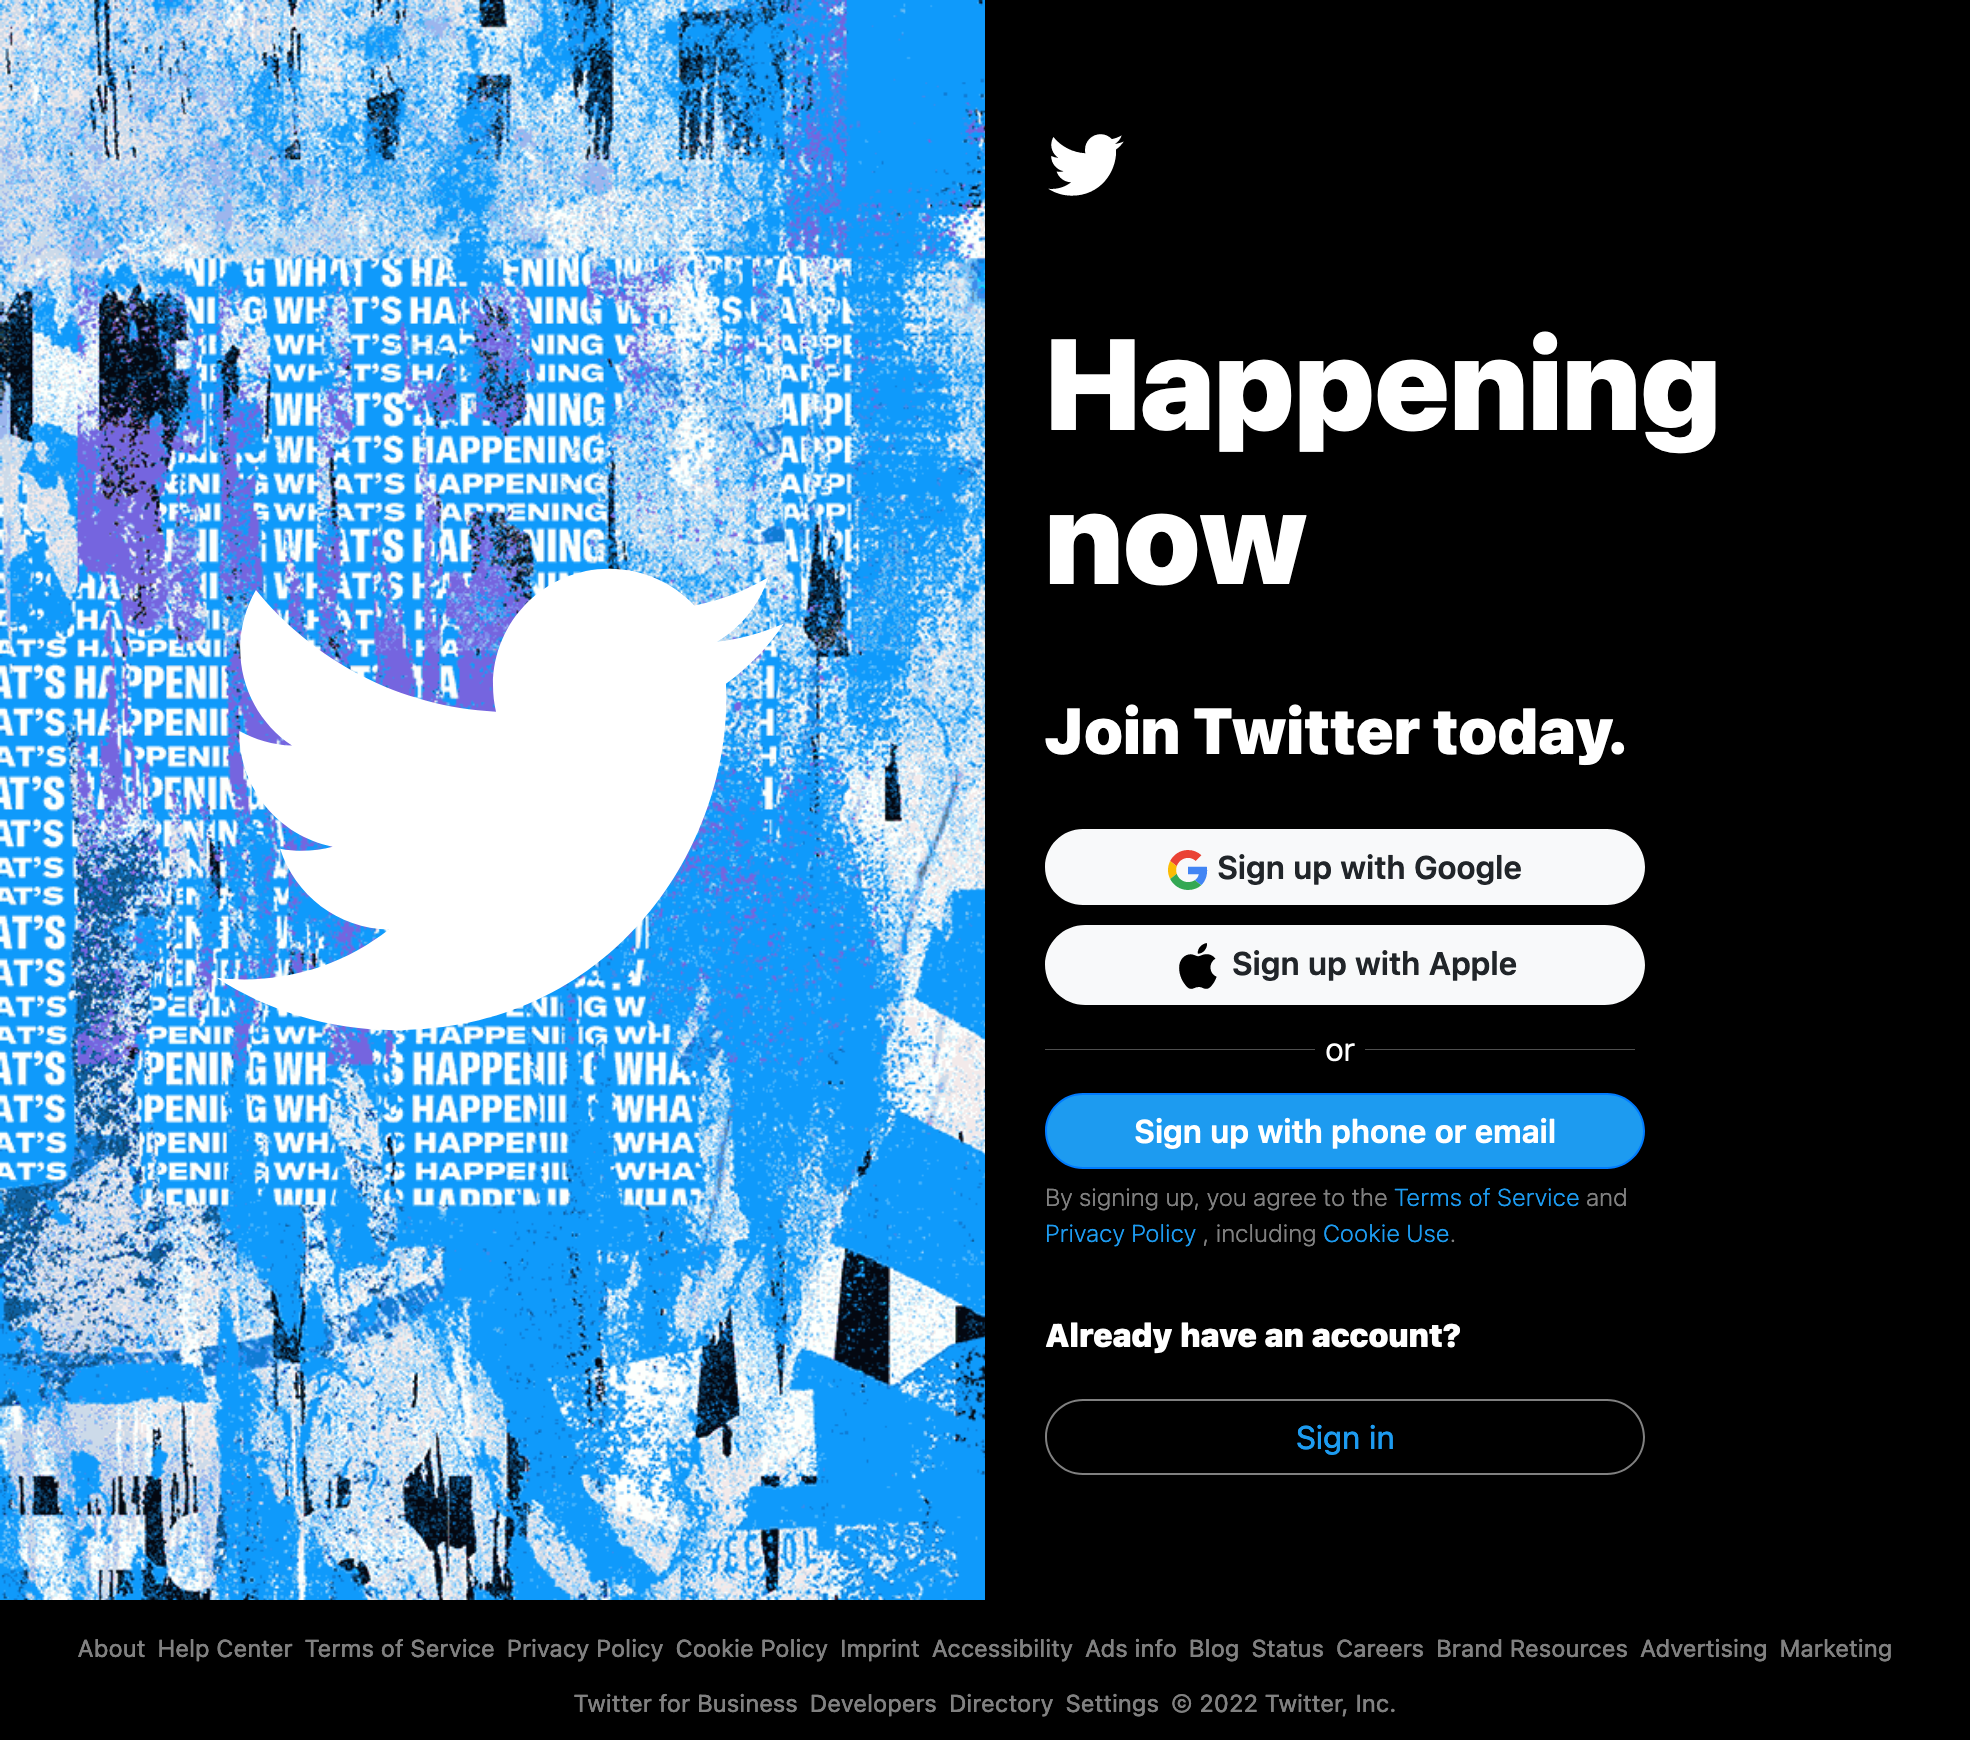 WHAT'S HAPPENING
Happening
now
Join Twitter today.
Sign up with Google
Sign up with Apple
or
Sign up with phone or email
By signing up, you agree to the Terms of Service and
Privacy Policy , including Cookie Use.
Already have an account?
Sign in
About Help Center Terms of Service Privacy Policy Cookie Policy Imprint Accessibility Ads info Blog Status Careers Brand Resources Advertising Marketing
Twitter for Business Developers Directory Settings © 2022 Twitter, Inc.